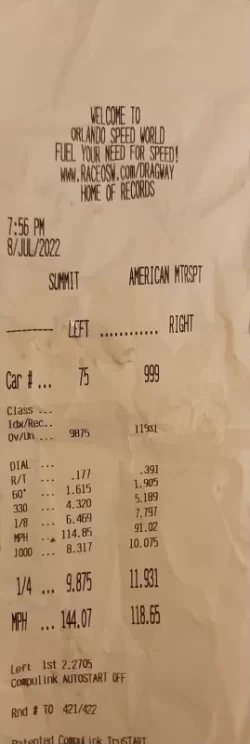 WELCOME TO
ORLANDO SPEED WORLD
FUEL YOUR NEED FOR SPEED!
WWW.RACEOSW.com/DRAGWAY
HOME OF RECORDS
7:56 PM
8/JUL/2022
SUMMIT AMERICAN MTRSPT
-------- LEFT ............ RIGHT
Car # ... 75 999
Class ...
Idx/Rec..
Ov/Un ... 9875 11931
DIAL ...
R/T ... .177 .391
60' ... 1.615 1.905
330 ... 4.320 5.189
1/8 ... 6.469 7.797
MPH ... 114.85 91.02
1000 ... 8.317 10.075
1/4 ... 9.875 11.931
MPH ... 144.07 118.65
Left 1st 2.2705
Compulink AUTOSTART OFF
Rnd # TO 421/422
Patented CompuLink TruSTART